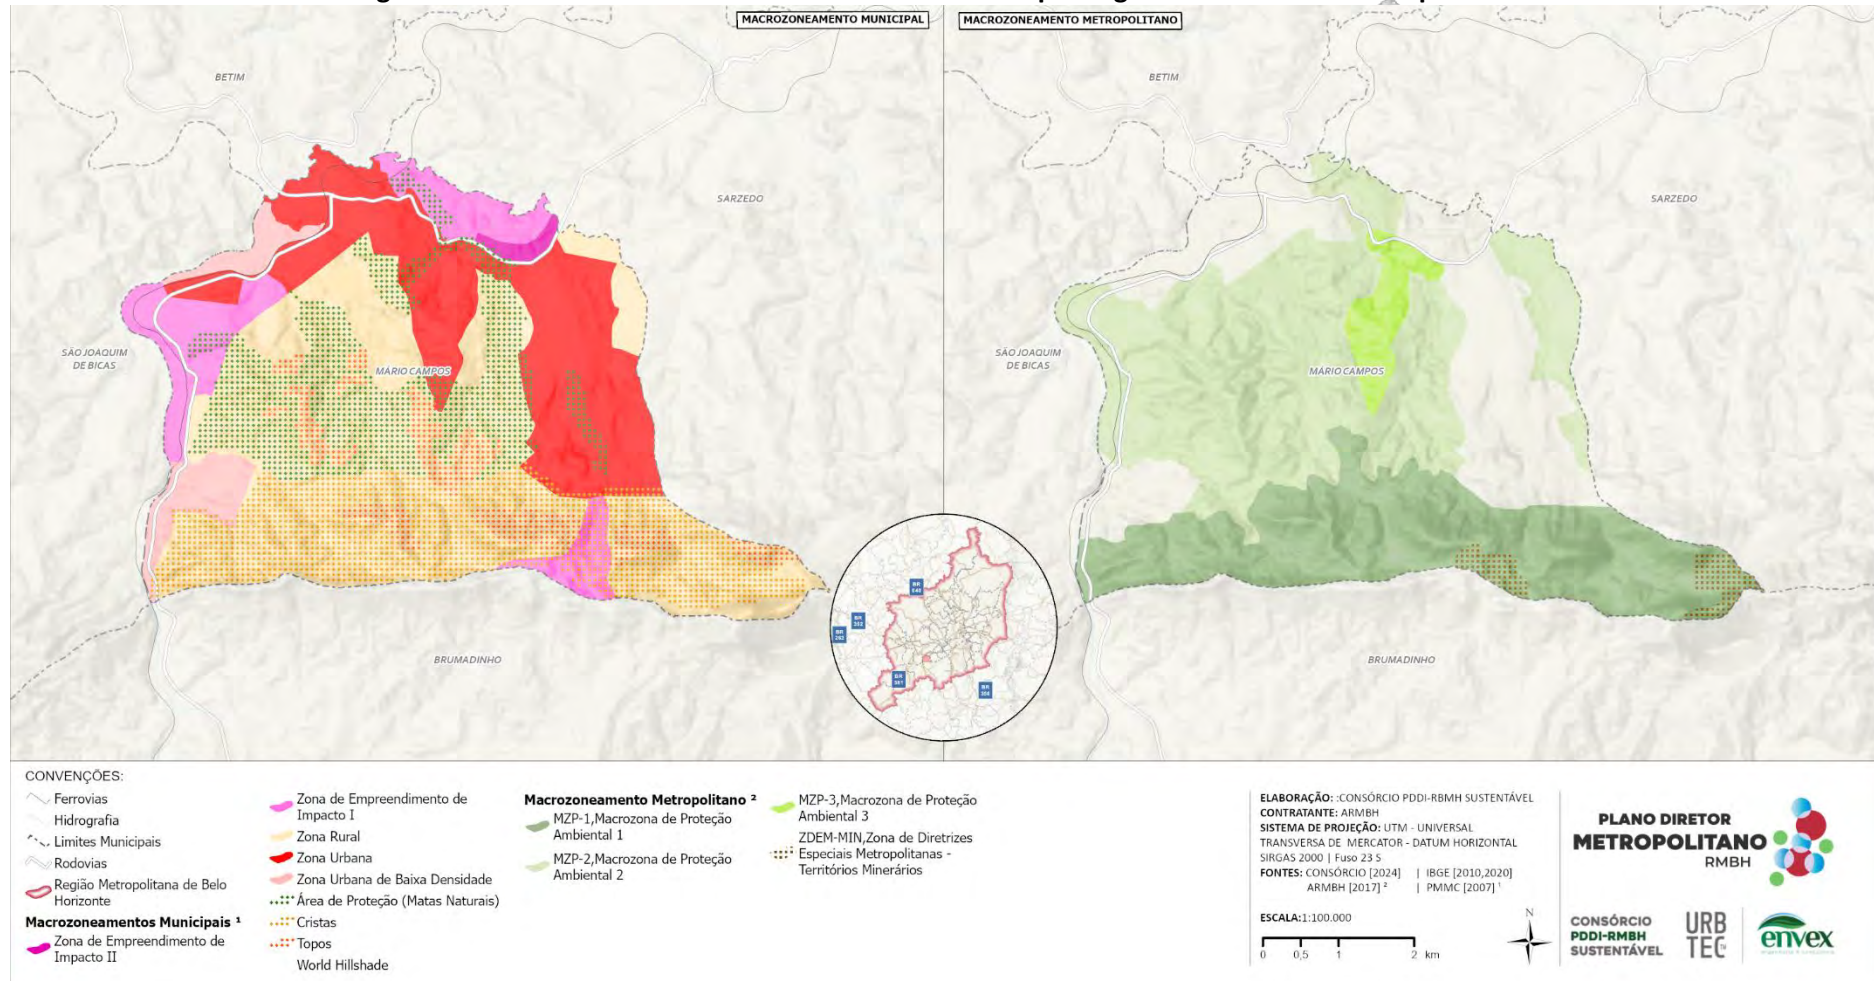 MACROZONEAMENTO MUNICIPAL
MACROZONEAMENTO METROPOLITANO
BETIM
SARZEDO
SÃO JOAQUIM
DE BICAS
MÁRIO CAMPOS
BRUMADINHO
BETIM
SARZEDO
SÃO JOAQUIM
DE BICAS
MÁRIO CAMPOS
BRUMADINHO
BR
BR
BR
BR
BR
CONVENÇÕES:
Ferrovias
Hidrografia
Limites Municipais
Rodovias
Região Metropolitana de Belo
Horizonte
Macrozoneamentos Municipais ¹
Zona de Empreendimento de
Impacto II
Zona de Empreendimento de
Impacto I
Zona Rural
Zona Urbana
Zona Urbana de Baixa Densidade
Área de Proteção (Matas Naturais)
Cristas
Topos
World Hillshade
Macrozoneamento Metropolitano ²
MZP-1,Macrozona de Proteção
Ambiental 1
MZP-2,Macrozona de Proteção
Ambiental 2
MZP-3,Macrozona de Proteção
Ambiental 3
ZDEM-MIN,Zona de Diretrizes
Especiais Metropolitanas -
Territórios Minerários
ELABORAÇÃO: :CONSÓRCIO PDDI-RBMH SUSTENTÁVEL
CONTRATANTE: ARMBH
SISTEMA DE PROJEÇÃO: UTM - UNIVERSAL
TRANSVERSA DE MERCATOR - DATUM HORIZONTAL
SIRGAS 2000 | Fuso 23 S
FONTES: CONSÓRCIO [2024] | IBGE [2010,2020]
ARMBH [2017] ² | PMMC [2007] ¹
ESCALA:1:100.000
0 0,5 1 2 km
N
PLANO DIRETOR
METROPOLITANO
RMBH
CONSÓRCIO
PDDI-RMBH
SUSTENTÁVEL
URB
TEC
envex